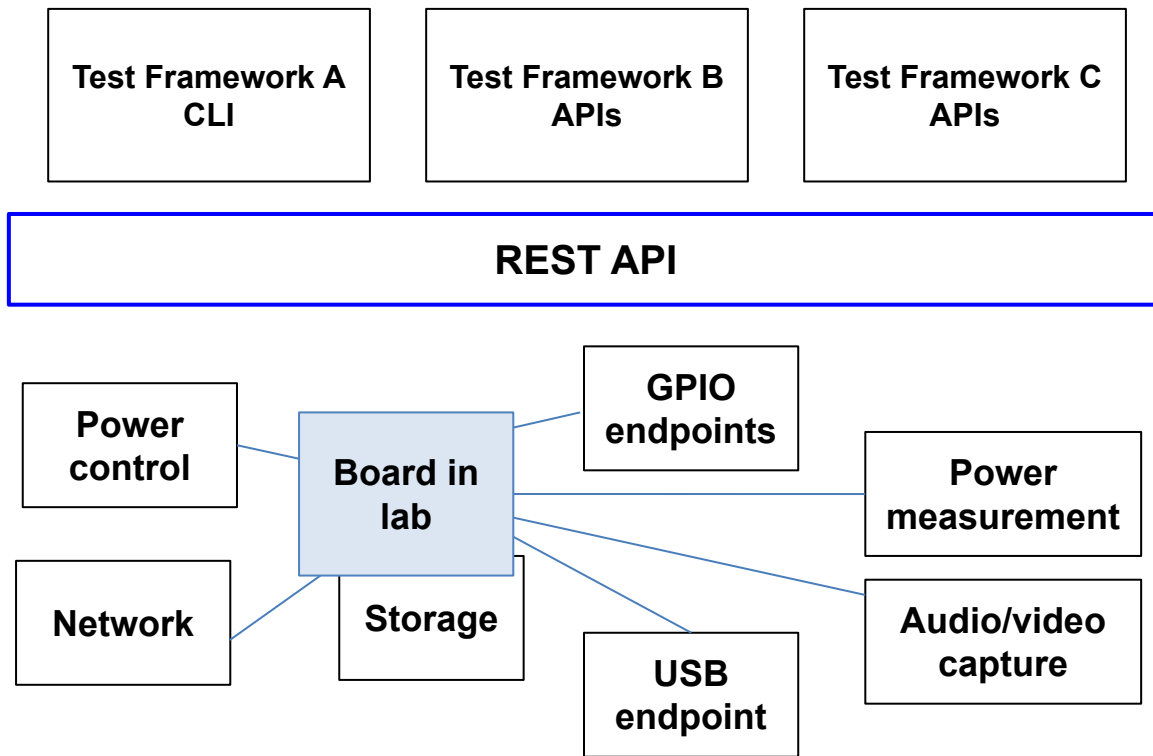 Test Framework A
CLI
Test Framework B
APIs
Test Framework C
APIs
REST API
GPIO
endpoints
Power
control
Board in
lab
Power
measurement
Network
Storage
Audio/video
capture
USB
endpoint